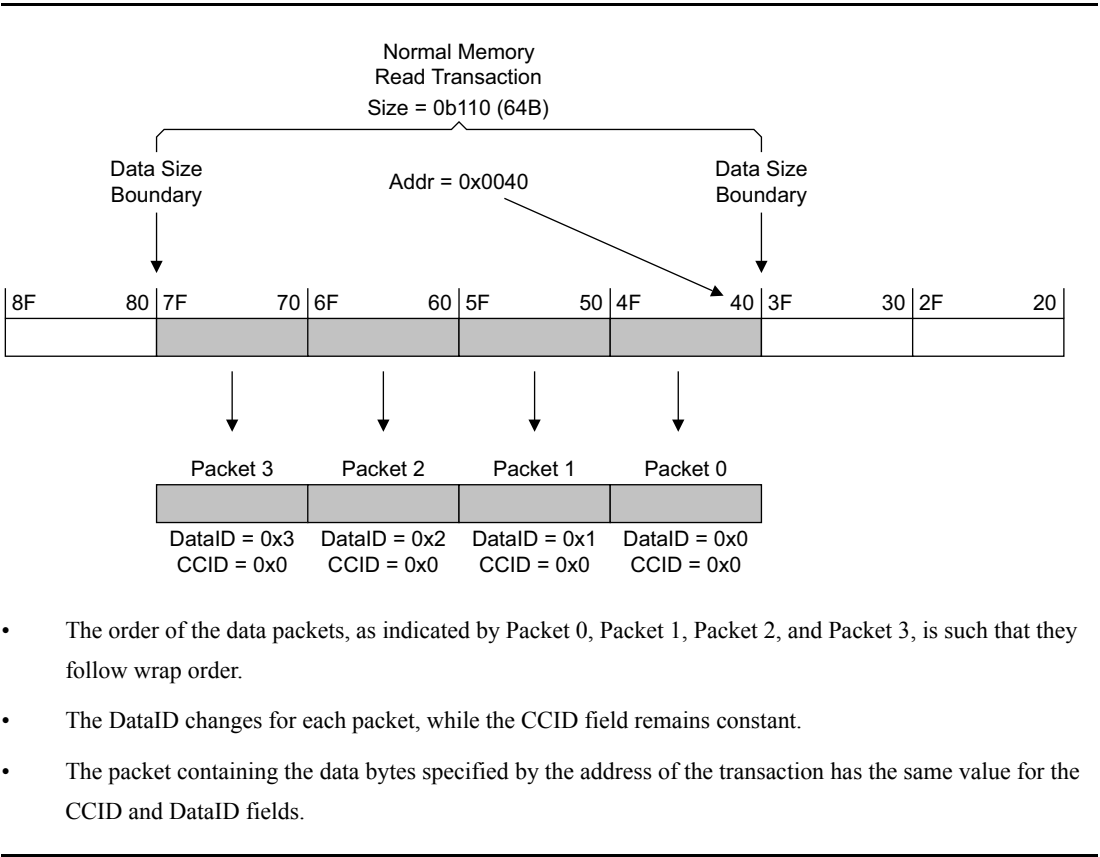 Normal Memory
Read Transaction
Size = 0b110 (64B)
Data Size
Boundary
Addr = 0x0040
Data Size
Boundary
8F 80 7F 70 6F 60 5F 50 4F 40 3F 30 2F 20
Packet 3 Packet 2 Packet 1 Packet 0
DataID = 0x3 DataID = 0x2 DataID = 0x1 DataID = 0x0
CCID = 0x0 CCID = 0x0 CCID = 0x0 CCID = 0x0
• The order of the data packets, as indicated by Packet 0, Packet 1, Packet 2, and Packet 3, is such that they
follow wrap order.
• The DataID changes for each packet, while the CCID field remains constant.
• The packet containing the data bytes specified by the address of the transaction has the same value for the
CCID and DataID fields.